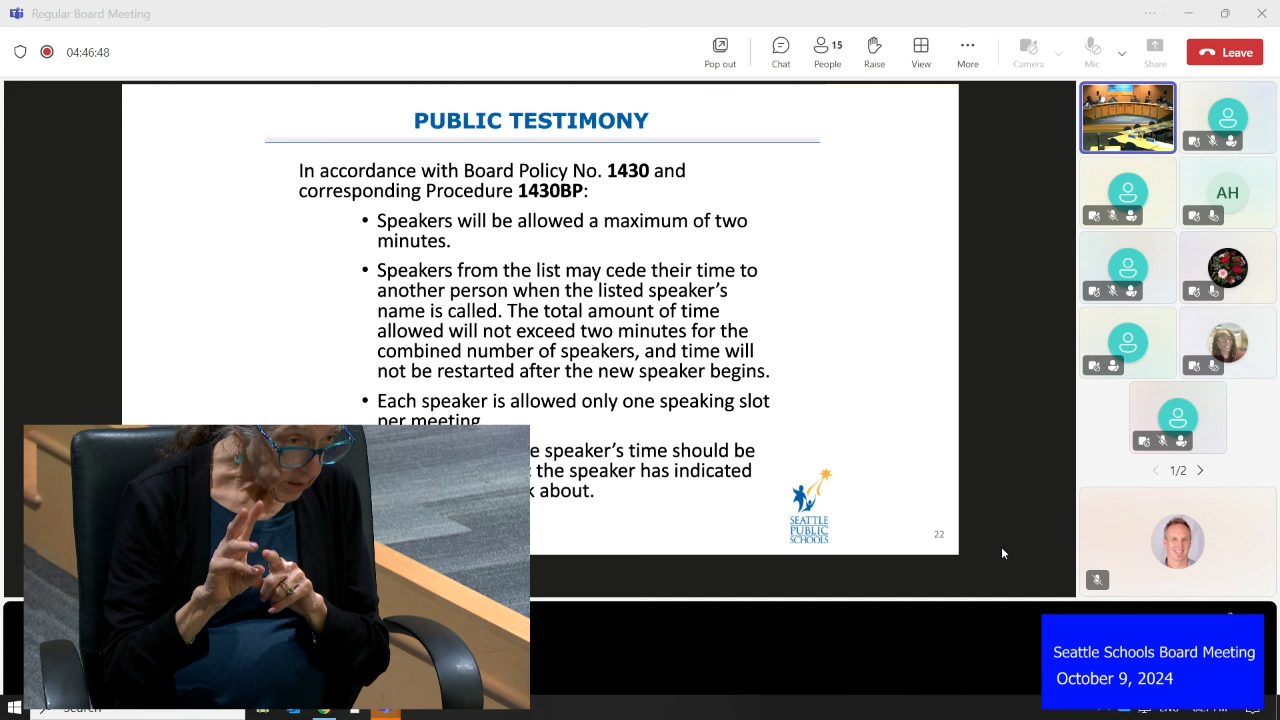 Regular Board Meeting
04:46:48
Pop out
Chat
15
People
Raise
View
More
Camera
Mic
Share
Leave
PUBLIC TESTIMONY
In accordance with Board Policy No. 1430 and
corresponding Procedure 1430BP:
• Speakers will be allowed a maximum of two
minutes.
• Speakers from the list may cede their time to
another person when the listed speaker's
name is called. The total amount of time
allowed will not exceed two minutes for the
combined number of speakers, and time will
not be restarted after the new speaker begins.
• Each speaker is allowed only one speaking slot
per meeting
speaker's time should be
the speaker has indicated
about.
SEATTLE
PUBLIC
SCHOOLS
22
AH
1/2
Seattle Schools Board Meeting
October 9, 2024